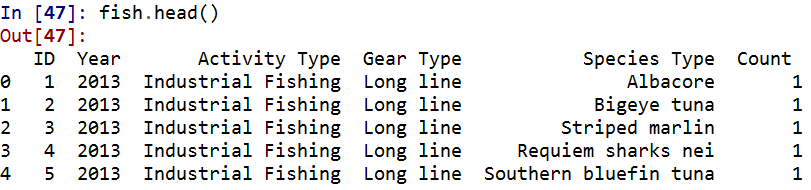 In [47]: fish.head()
Out[47]:
   ID  Year       Activity Type  Gear Type          Species Type  Count
0   1  2013  Industrial Fishing  Long line              Albacore      1
1   2  2013  Industrial Fishing  Long line           Bigeye tuna      1
2   3  2013  Industrial Fishing  Long line        Striped marlin      1
3   4  2013  Industrial Fishing  Long line    Requiem sharks nei      1
4   5  2013  Industrial Fishing  Long line  Southern bluefin tuna      1